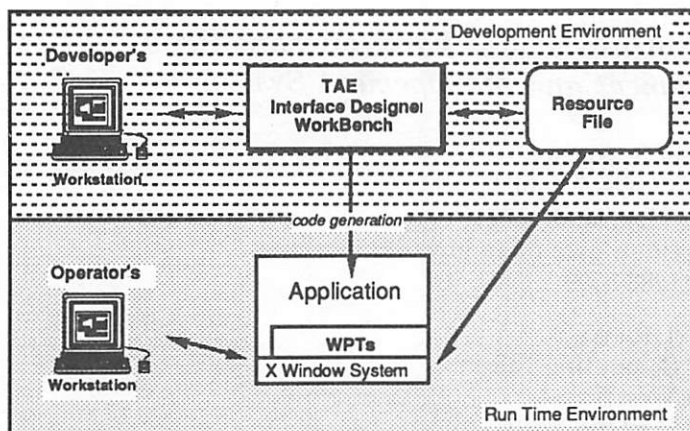 Development Environment
Developer's
Workstation
TAE
Interface Designer
WorkBench
Resource
File
code generation
Operator's
Workstation
Application
WPTs
X Window System
Run Time Environment